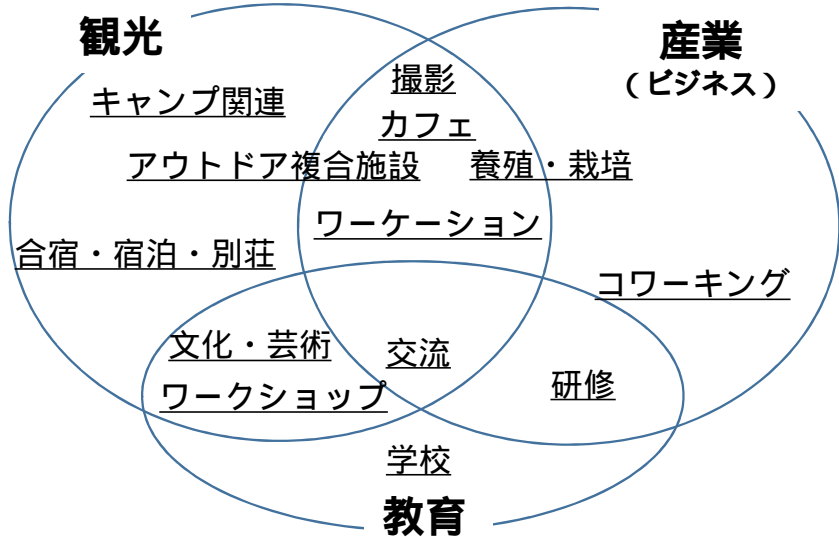 観光
産業
（ビジネス）
撮影
キャンプ関連
カフェ
アウトドア複合施設
養殖・栽培
ワーケーション
合宿・宿泊・別荘
コワーキング
文化・芸術
交流
ワークショップ
研修
学校
教育